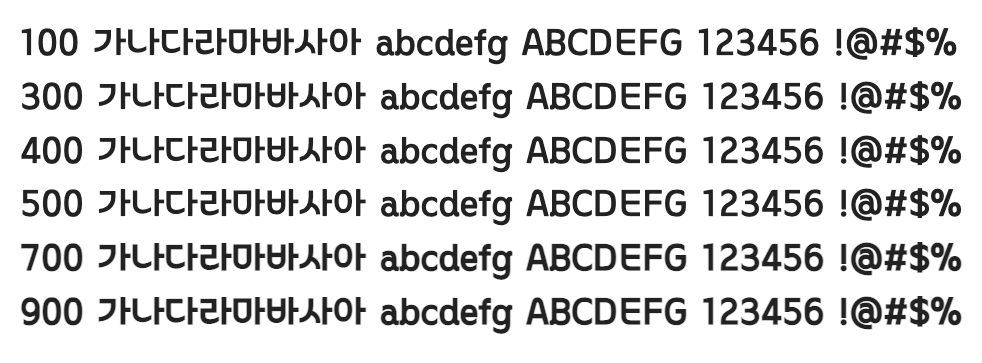 100 가나다라마바사아 abcdefg ABCDEFG 123456 !@#$%
300 가나다라마바사아 abcdefg ABCDEFG 123456 !@#$%
400 가나다라마바사아 abcdefg ABCDEFG 123456 !@#$%
500 가나다라마바사아 abcdefg ABCDEFG 123456 !@#$%
700 가나다라마바사아 abcdefg ABCDEFG 123456 !@#$%
900 가나다라마바사아 abcdefg ABCDEFG 123456 !@#$%